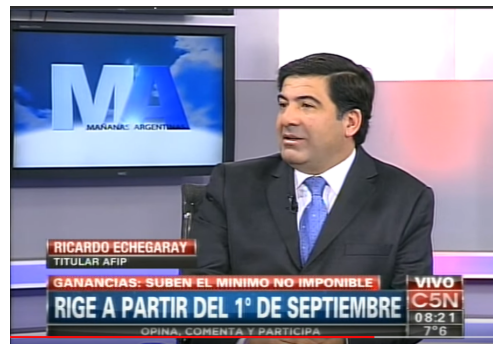 MA
MAÑANAS ARGENTINAS
RICARDO ECHEGARAY
TITULAR AFIP
GANANCIAS: SUBEN EL MINIMO NO IMPONIBLE
VIVO
RIGE A PARTIR DEL 1° DE SEPTIEMBRE
C5N
08:21
OPINA, COMENTA Y PARTICIPA
7°6